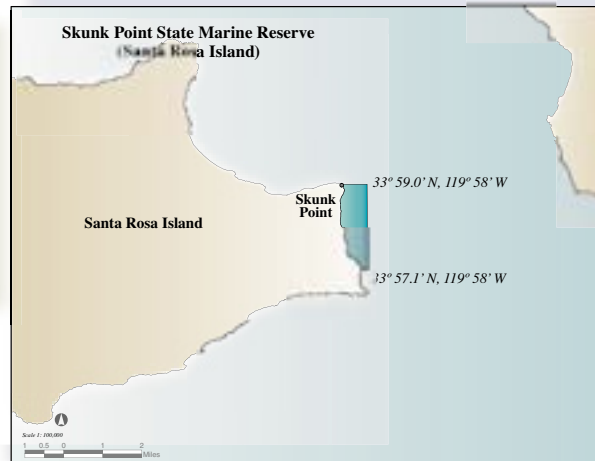 Skunk Point State Marine Reserve
(Santa Rosa Island)
33º 59.0' N, 119º 58' W
Skunk
Point
Santa Rosa Island
33º 57.1' N, 119º 58' W
Scale 1: 100,000
1 0.5 0 1 2
Miles